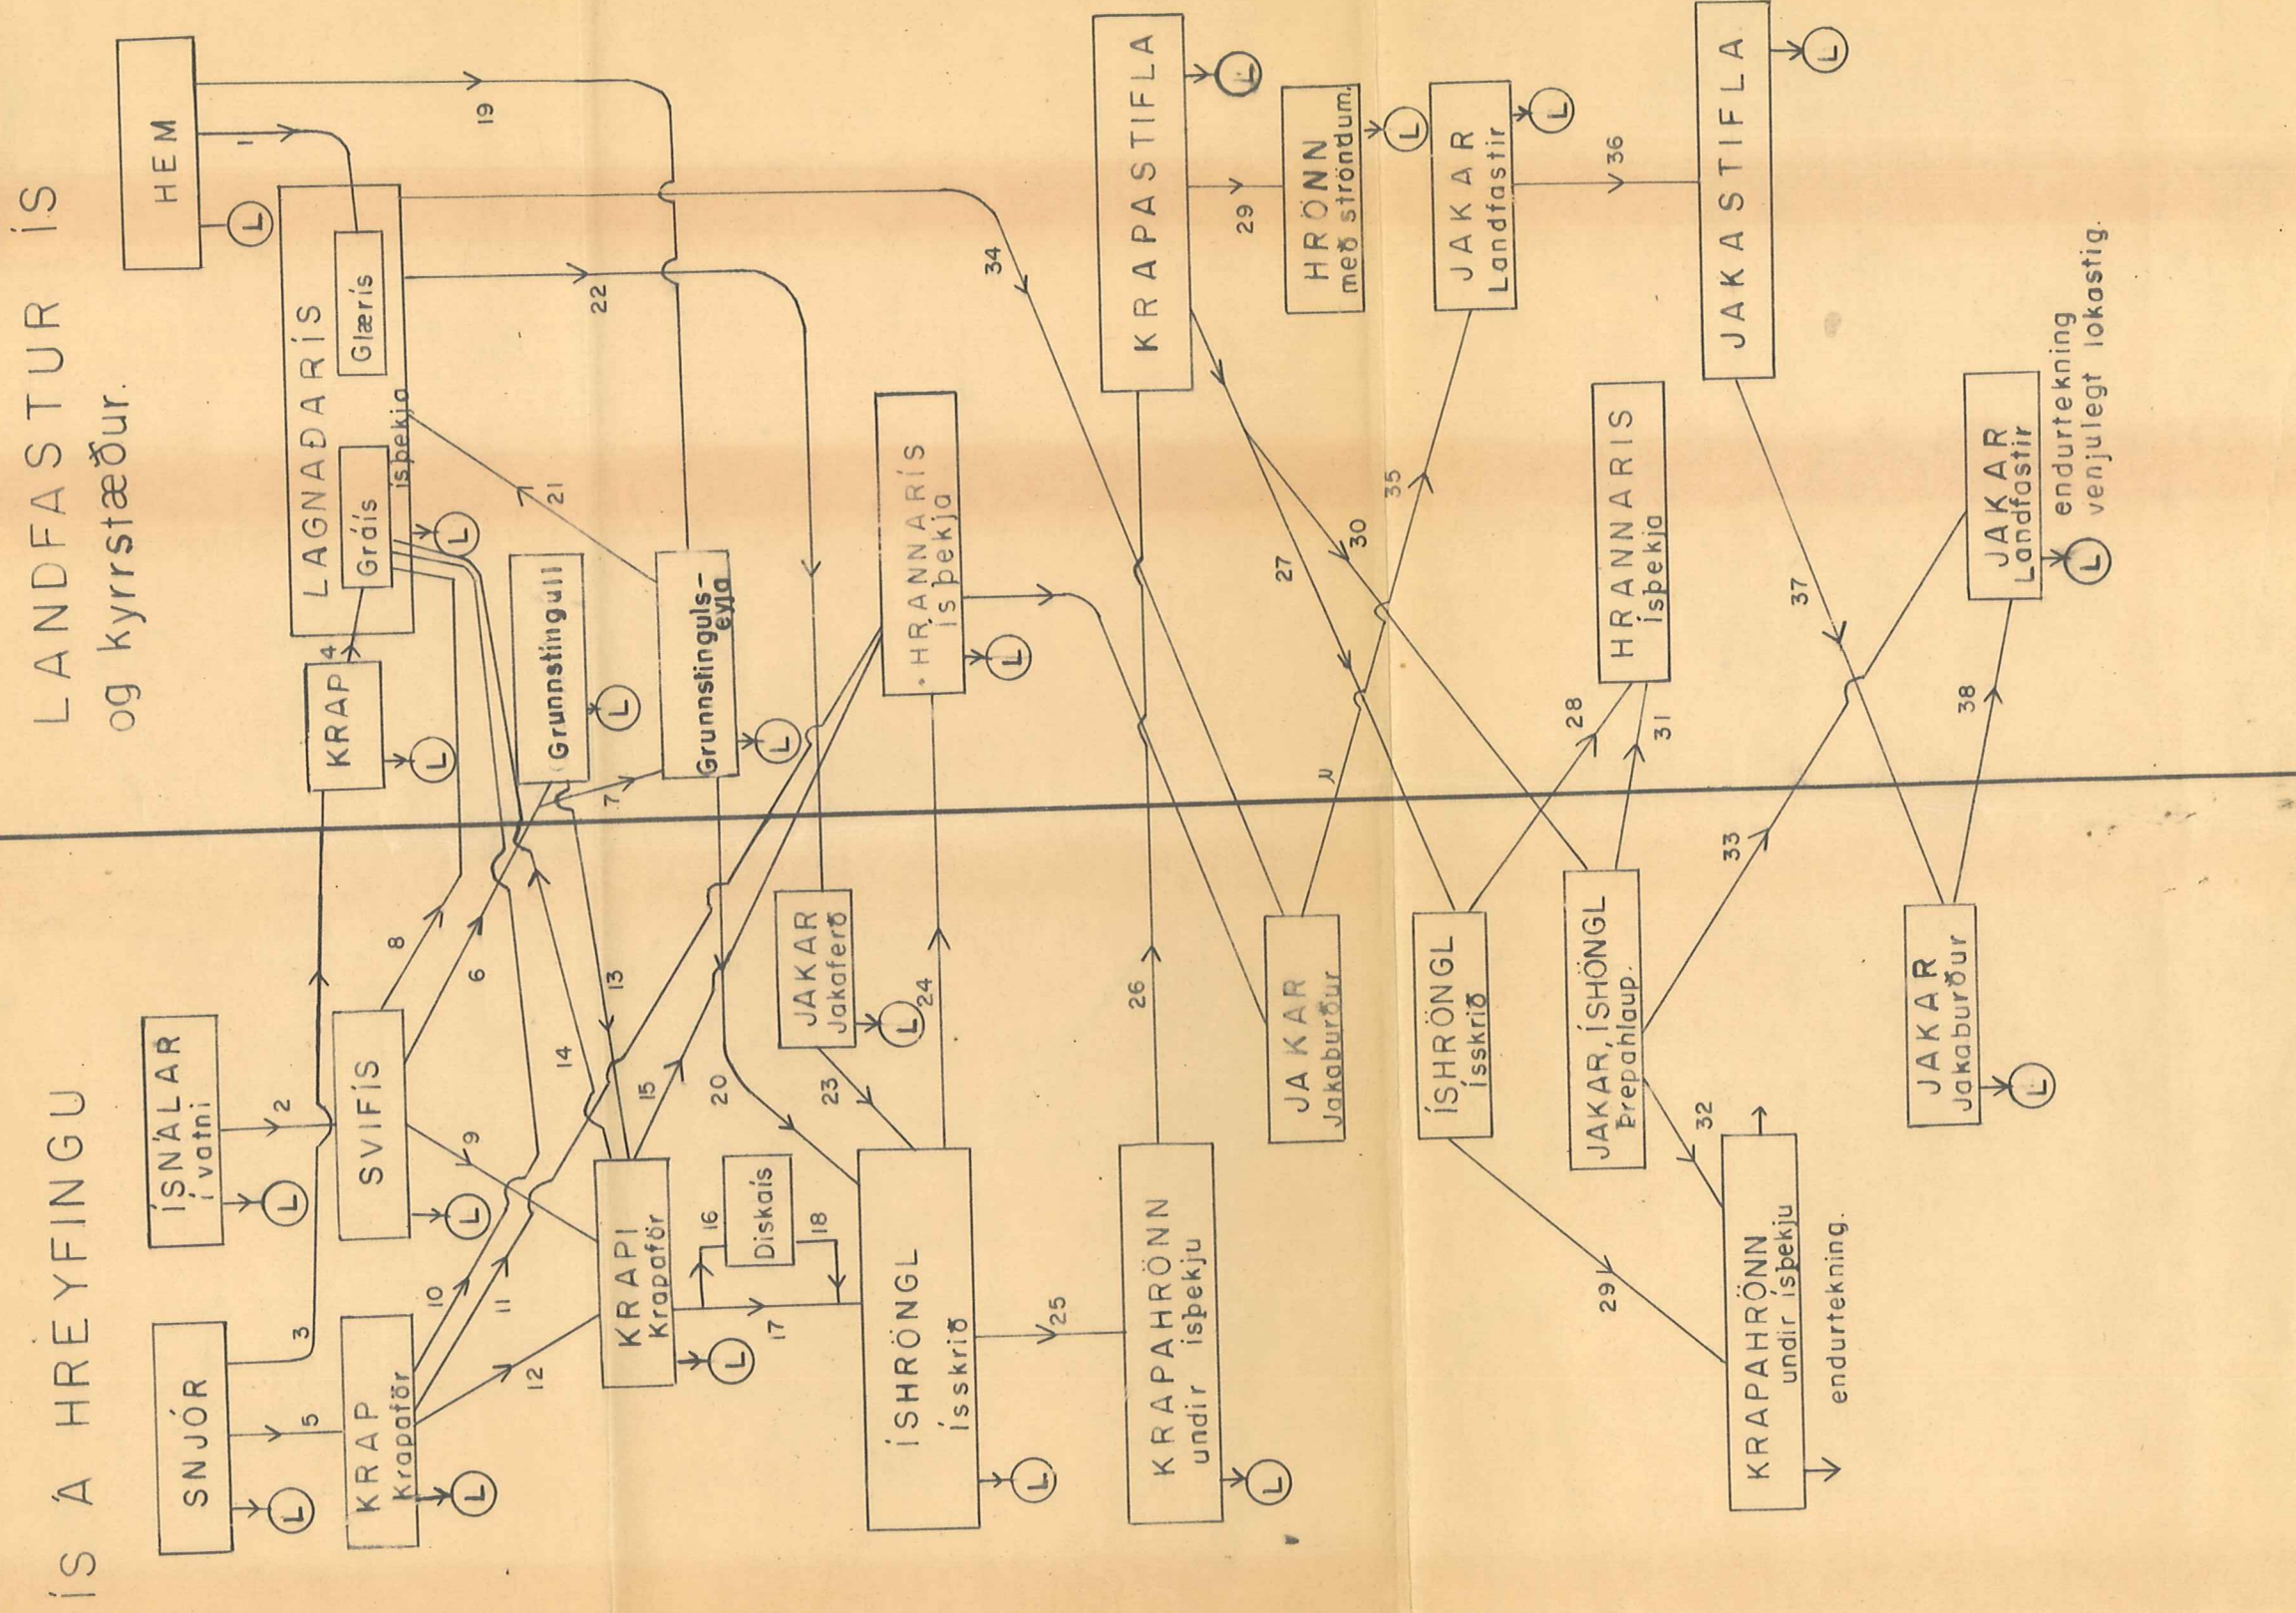 ÍS Á HREYFINGU
LANDFASTUR ÍS
og kyrrstæður.
SNJÓR
L
ÍSNÁLAR
í vatni
L
HEM
L
5
3
2
1
19
KRAP
Krapaför
L
SVIFÍS
L
KRAP
L
4
LAGNAÐARÍS
Gráís
Glærís
ísþekja
L
10
11
12
9
8
6
21
22
Grunnstingull
L
14
13
7
KRAPI
Krapaför
L
15
Grunnstinguls-
eyja
L
16
Diskaís
17
18
20
23
JAKAR
Jakaferð
L
24
ÍSHRÖNGL
ísskrið
L
HRANNARÍS
ísþekja
L
34
25
KRAPAHRÖNN
undir ísþekju
L
26
KRAPASTIFLA
L
29
JAKAR
Jakaburður
27
30
HRÖNN
með ströndum.
L
35
JAKAR
Landfastir
L
ÍSHRÖNGL
ísskrið
28
31
HRANNARIS
ísþekja
36
JAKAR, ÍSHÖNGL
Þrepahlaup.
29
32
33
KRAPAHRÖNN
undir ísþekju
endurtekning.
JAKASTIFLA
L
37
JAKAR
Jakaburður
L
38
JAKAR
Landfastir
L
endurtekning
venjulegt lokastig.